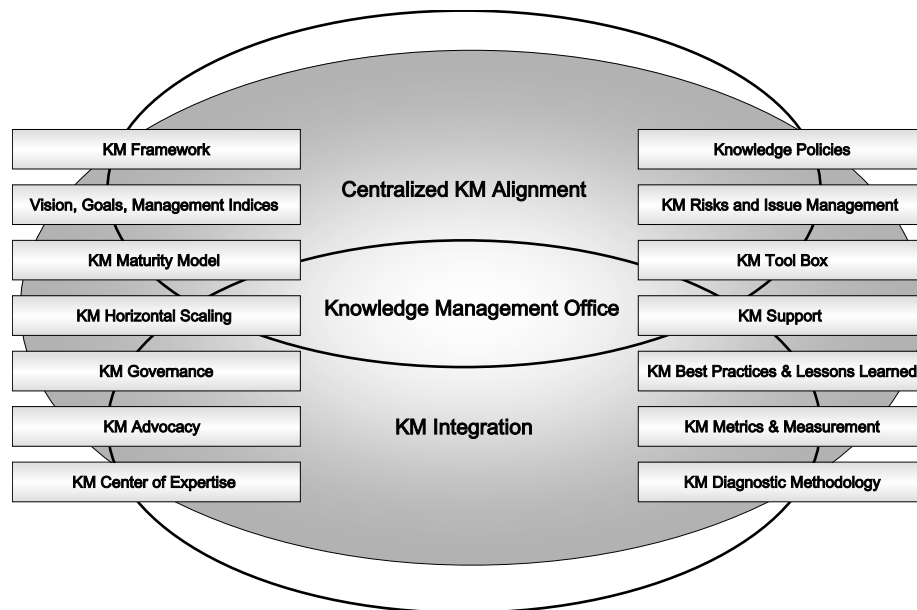 KM Framework
Vision, Goals, Management Indices
KM Maturity Model
KM Horizontal Scaling
KM Governance
KM Advocacy
KM Center of Expertise
Centralized KM Alignment
Knowledge Management Office
KM Integration
Knowledge Policies
KM Risks and Issue Management
KM Tool Box
KM Support
KM Best Practices & Lessons Learned
KM Metrics & Measurement
KM Diagnostic Methodology